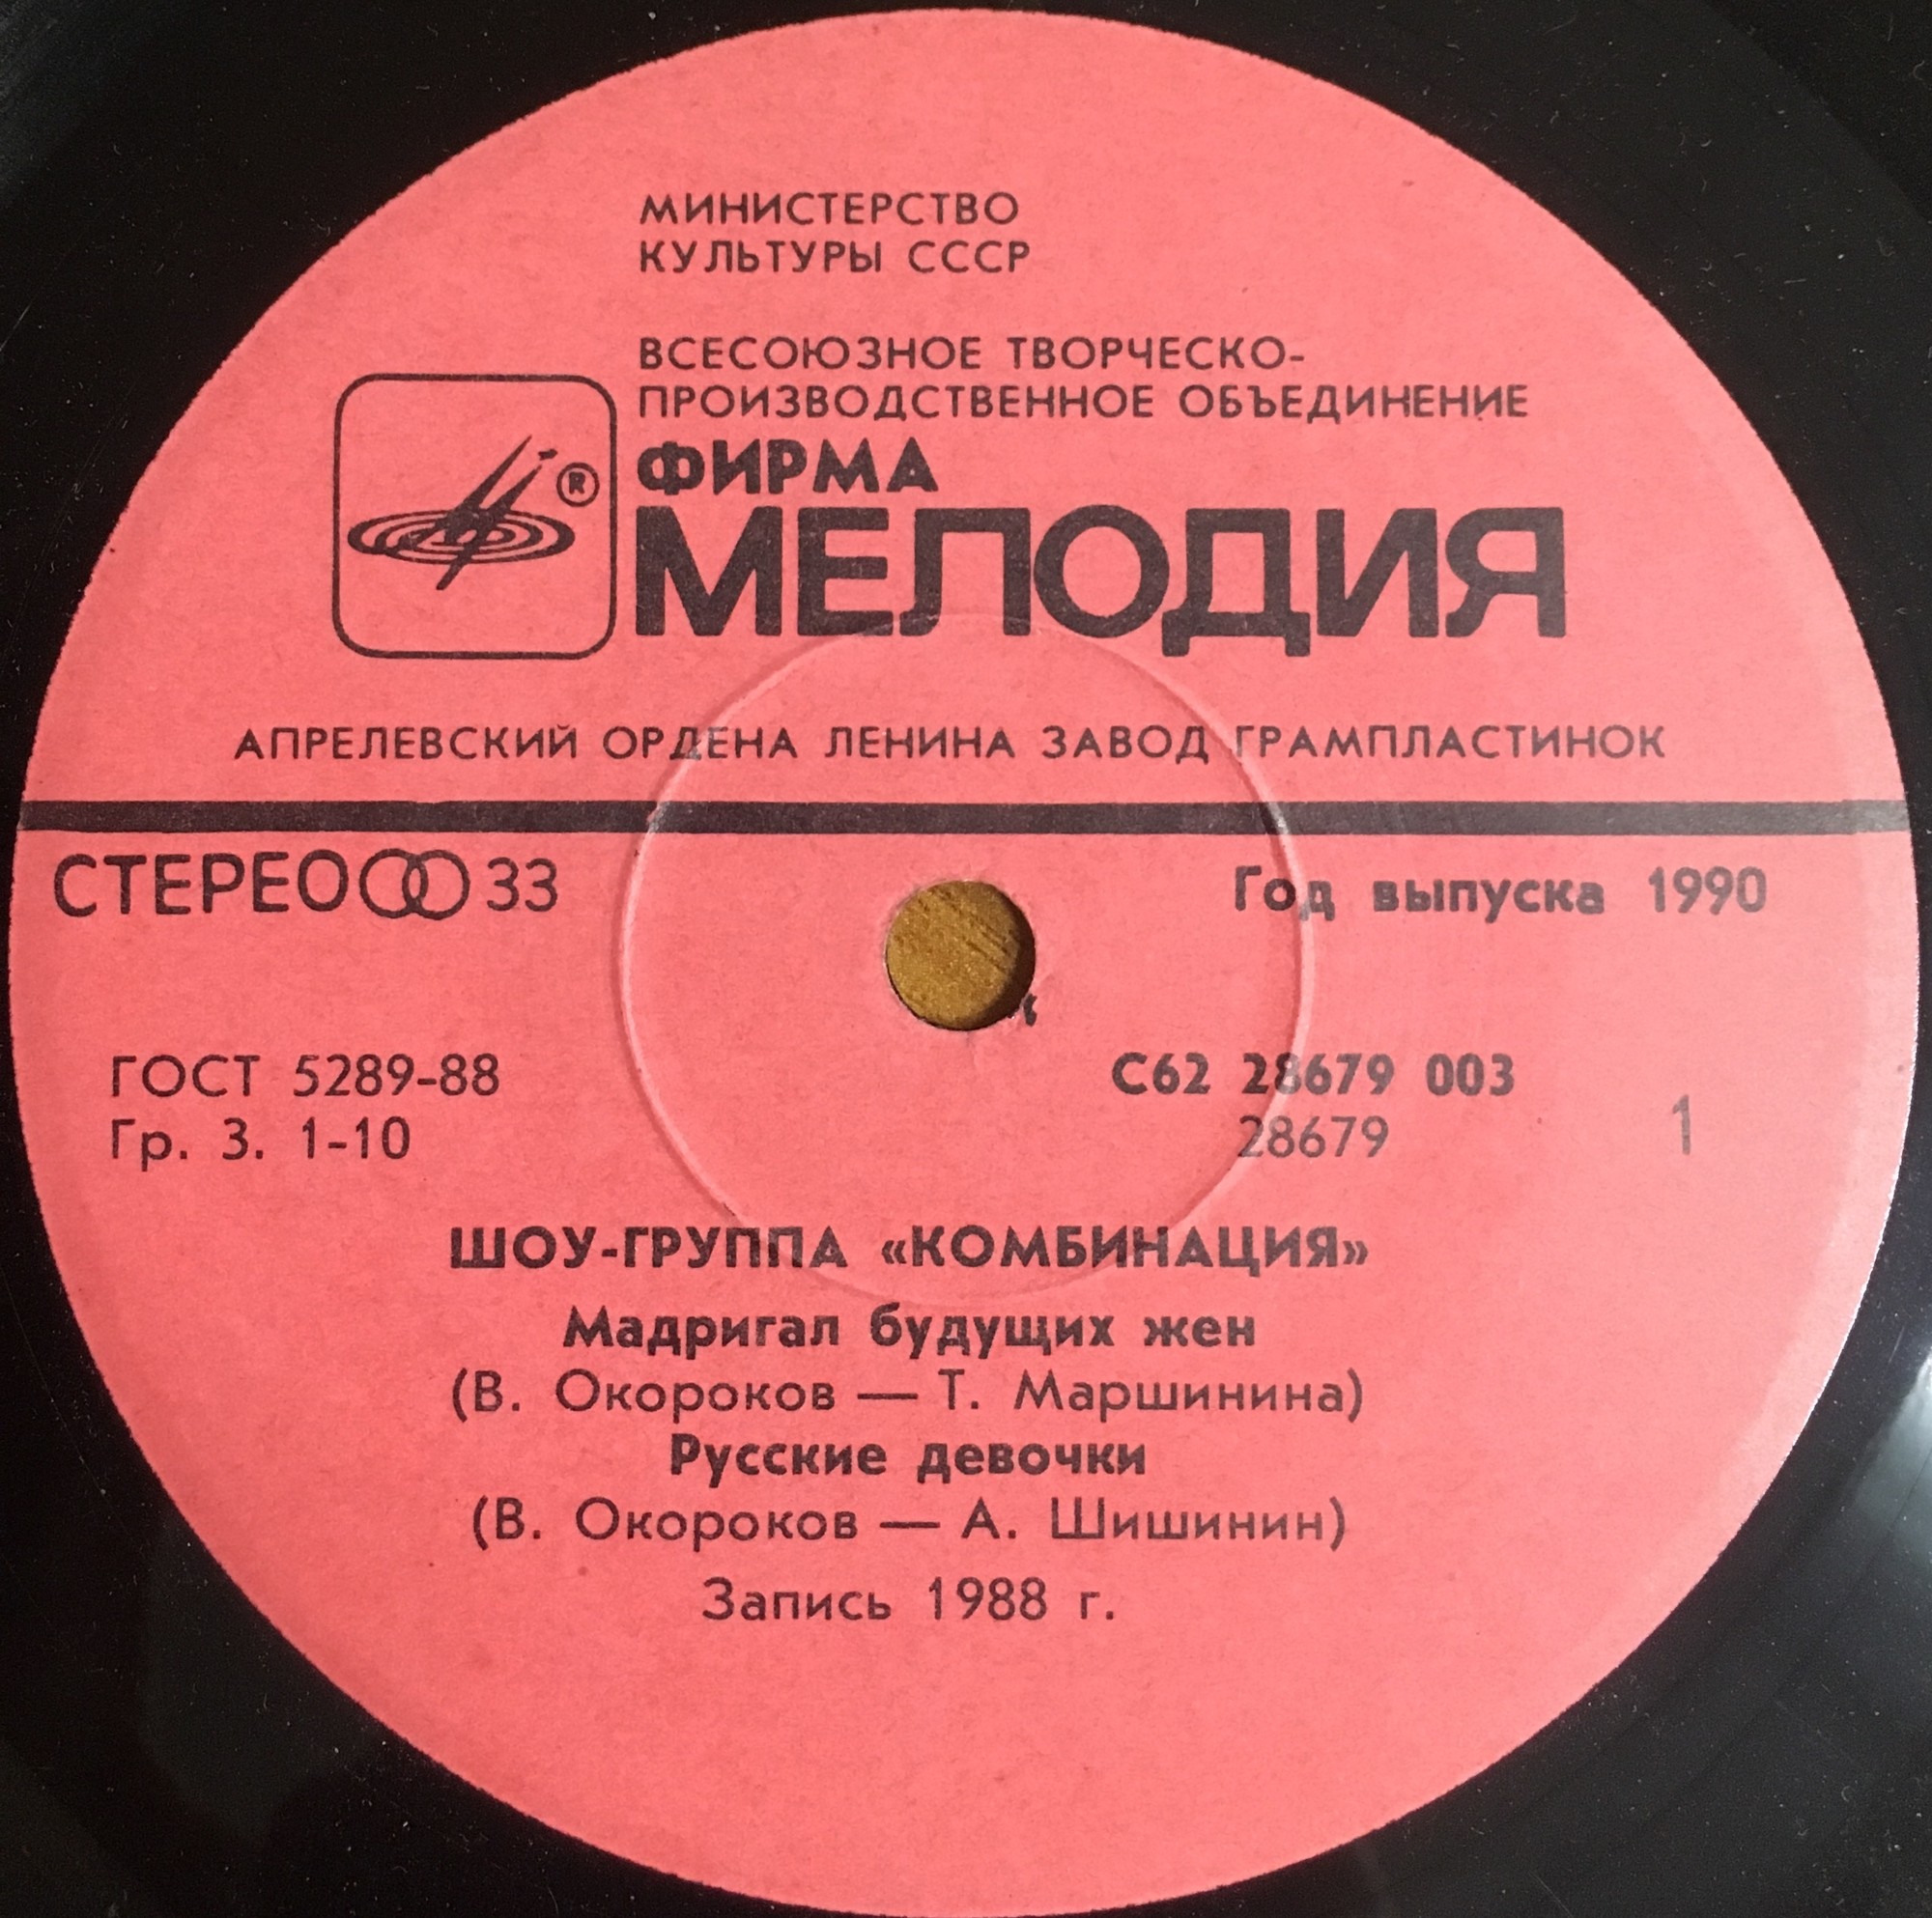 МИНИСТЕРСТВО
КУЛЬТУРЫ СССР
ВСЕСОЮЗНОЕ ТВОРЧЕСКО-
ПРОИЗВОДСТВЕННОЕ ОБЪЕДИНЕНИЕ
®
ФИРМА
МЕЛОДИЯ
АПРЕЛЕВСКИЙ ОРДЕНА ЛЕНИНА ЗАВОД ГРАМПЛАСТИНОК
СТЕРЕО 33
Год выпуска 1990
ГОСТ 5289-88
Гр. 3. 1-10
С62 28679 003
28679
1
ШОУ-ГРУППА «КОМБИНАЦИЯ»
Мадригал будущих жен
(В. Окороков — Т. Маршинина)
Русские девочки
(В. Окороков — А. Шишинин)
Запись 1988 г.